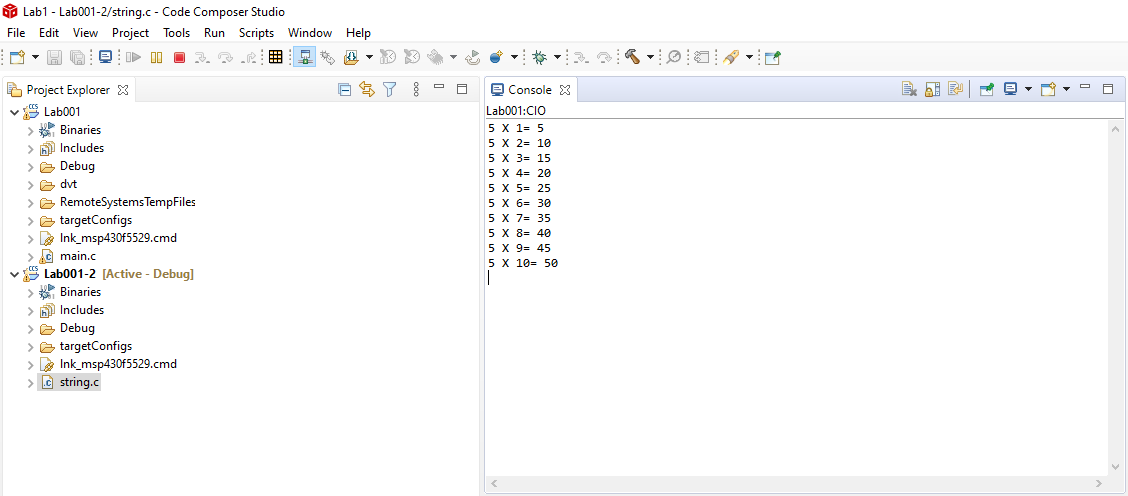 Lab1 - Lab001-2/string.c - Code Composer Studio
File Edit View Project Tools Run Scripts Window Help
Project Explorer
Lab001
Binaries
Includes
Debug
dvt
RemoteSystemsTempFiles
targetConfigs
lnk_msp430f5529.cmd
main.c
Lab001-2 [Active - Debug]
Binaries
Includes
Debug
targetConfigs
lnk_msp430f5529.cmd
string.c
Console
Lab001:CIO
5 X 1= 5
5 X 2= 10
5 X 3= 15
5 X 4= 20
5 X 5= 25
5 X 6= 30
5 X 7= 35
5 X 8= 40
5 X 9= 45
5 X 10= 50